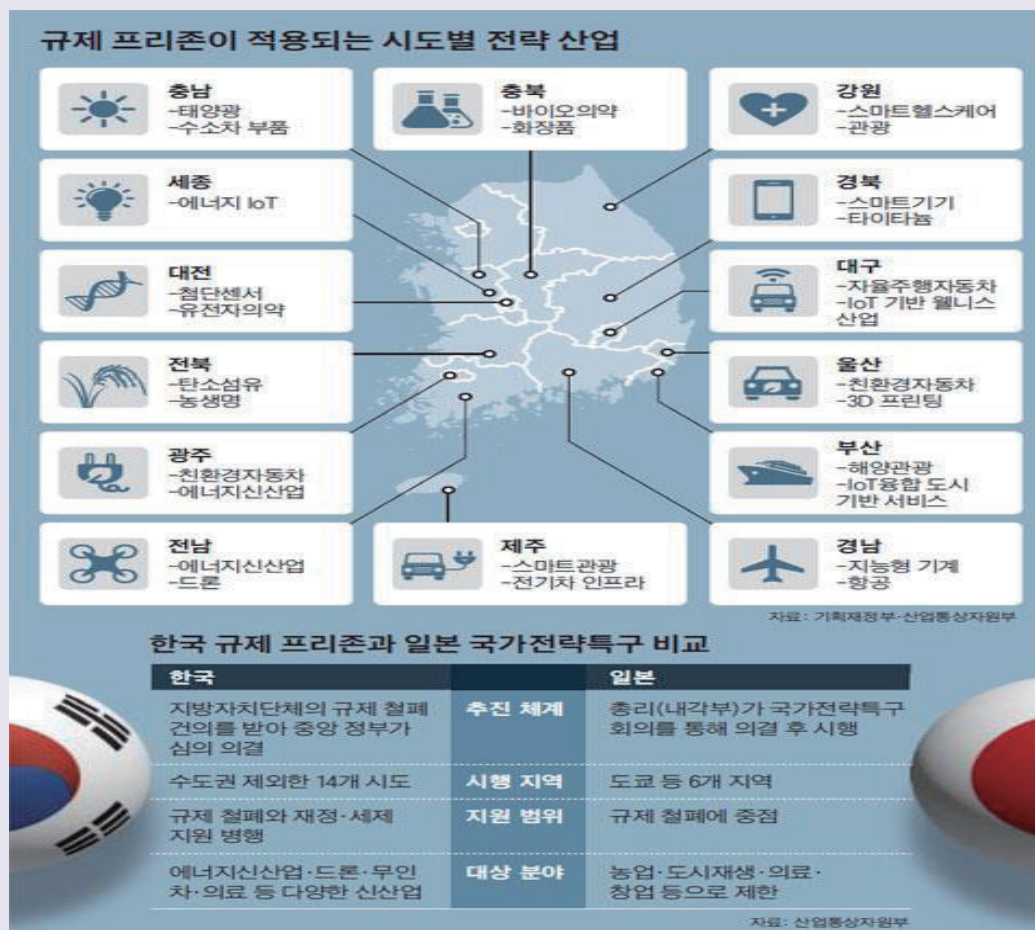 규제 프리존이 적용되는 시도별 전략 산업
충남
-태양광
-수소차 부품
충북
-바이오의약
-화장품
강원
-스마트헬스케어
-관광
세종
-에너지 IoT
경북
-스마트기기
-타이타늄
대전
-첨단센서
-유전자의약
대구
-자율주행자동차
-IoT 기반 웰니스
산업
전북
-탄소섬유
-농생명
울산
-친환경자동차
-3D 프린팅
광주
-친환경자동차
-에너지신산업
부산
-해양관광
-IoT융합 도시
기반 서비스
전남
-에너지신산업
-드론
제주
-스마트관광
-전기차 인프라
경남
-지능형 기계
-항공
자료: 기획재정부·산업통상자원부
한국 규제 프리존과 일본 국가전략특구 비교
한국 일본
지방자치단체의 규제 철폐
건의를 받아 중앙 정부가
심의 의결
추진 체계
총리(내각부)가 국가전략특구
회의를 통해 의결 후 시행
수도권 제외한 14개 시도
시행 지역
도쿄 등 6개 지역
규제 철폐와 재정·세제
지원 병행
지원 범위
규제 철폐에 중점
에너지신산업·드론·무인
차·의료 등 다양한 신산업
대상 분야
농업·도시재생·의료·
창업 등으로 제한
자료: 산업통상자원부